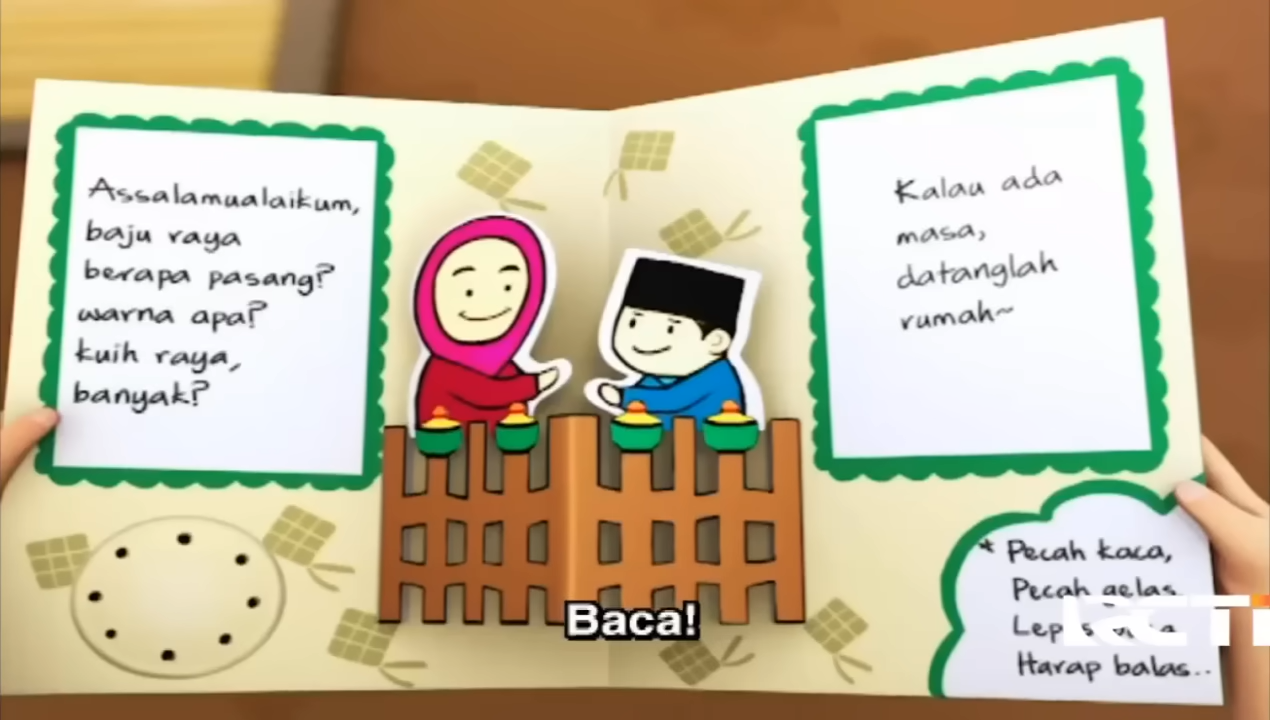 Assalamualaikum,
baju raya
berapa pasang?
warna apa?
kuih raya,
banyak?
Kalau ada
masa,
datanglah
rumah~
* Pecah kaca,
Pecah gelas
Harap balas..
Baca!
RCTI